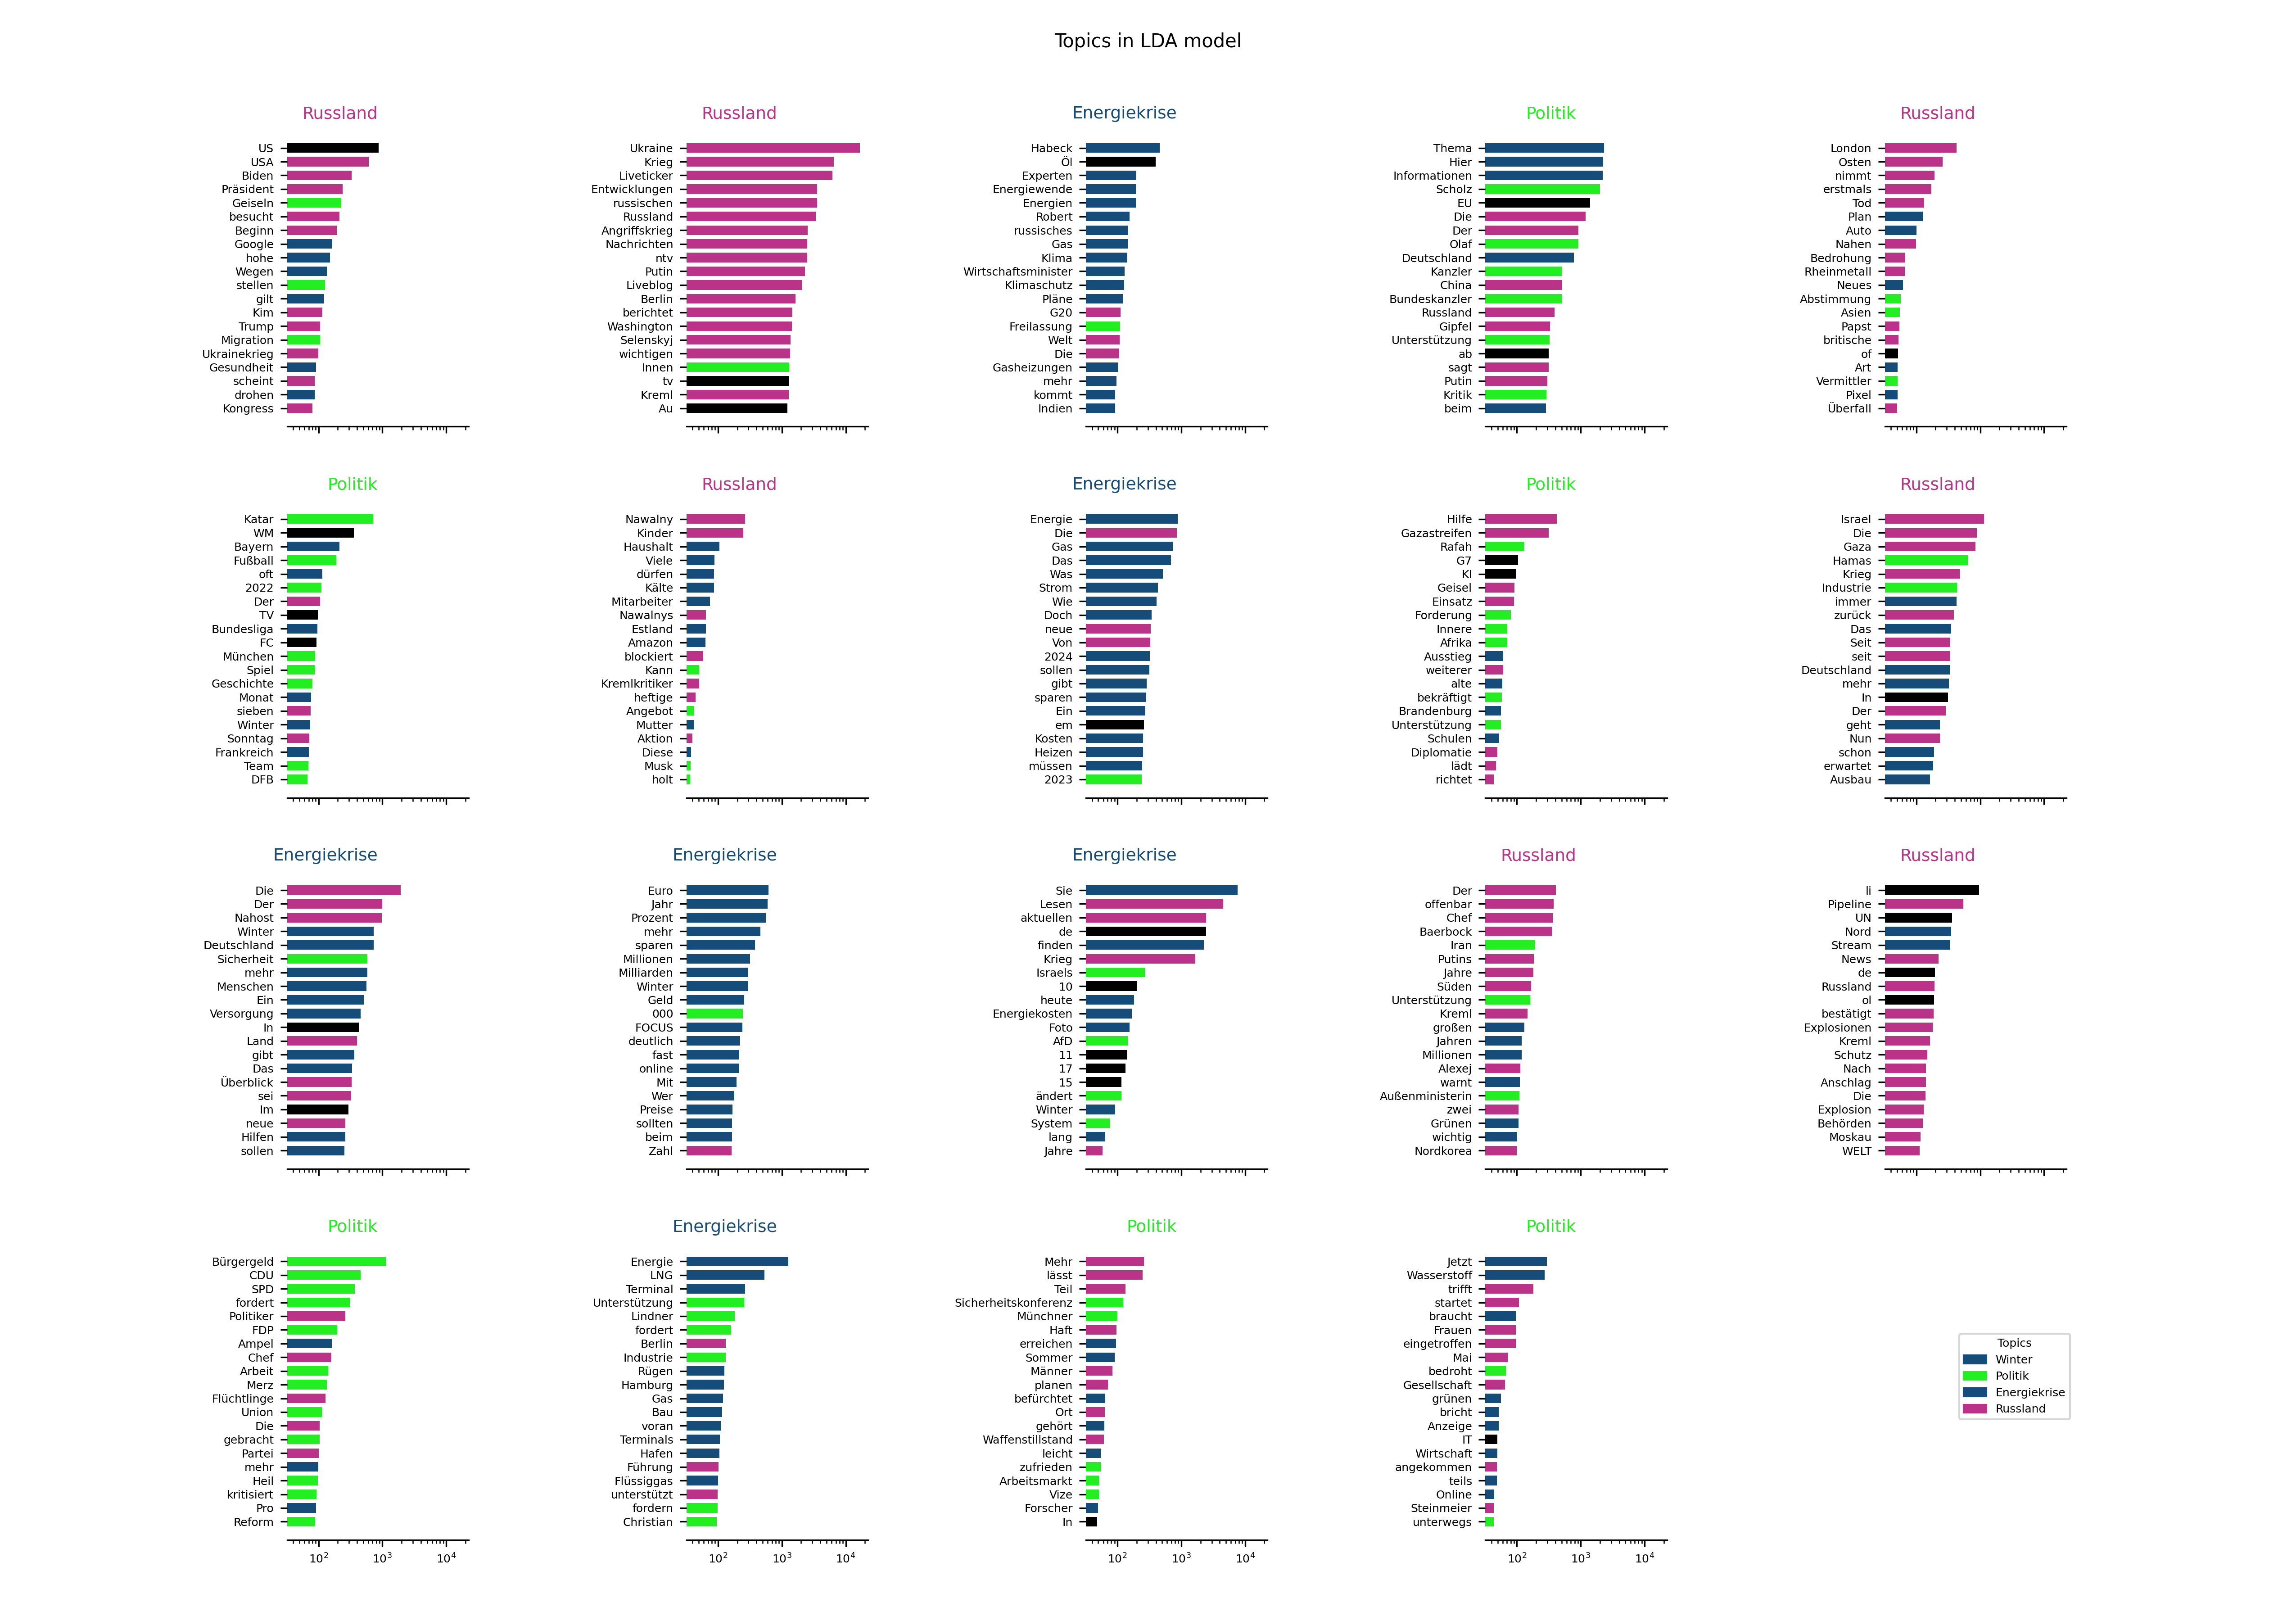 Topics in LDA model
Russland
US
USA
Biden
Präsident
Geiseln
besucht
Beginn
Google
hohe
Wegen
stellen
gilt
Kim
Trump
Migration
Ukrainekrieg
Gesundheit
scheint
drohen
Kongress
Russland
Ukraine
Krieg
Liveticker
Entwicklungen
russischen
Russland
Angriffskrieg
Nachrichten
ntv
Putin
Liveblog
Berlin
berichtet
Washington
Selenskyj
wichtigen
Innen
tv
Kreml
Au
Energiekrise
Habeck
Öl
Experten
Energiewende
Energien
Robert
russisches
Gas
Klima
Wirtschaftsminister
Klimaschutz
Pläne
G20
Freilassung
Welt
Die
Gasheizungen
mehr
kommt
Indien
Politik
Thema
Hier
Informationen
Scholz
EU
Die
Der
Olaf
Deutschland
Kanzler
China
Bundeskanzler
Russland
Gipfel
Unterstützung
ab
sagt
Putin
Kritik
beim
Russland
London
Osten
nimmt
erstmals
Tod
Plan
Auto
Nahen
Bedrohung
Rheinmetall
Neues
Abstimmung
Asien
Papst
britische
of
Art
Vermittler
Pixel
Überfall
Politik
Katar
WM
Bayern
Fußball
oft
2022
Der
TV
Bundesliga
FC
München
Spiel
Geschichte
Monat
sieben
Winter
Sonntag
Frankreich
Team
DFB
Russland
Nawalny
Kinder
Haushalt
Viele
dürfen
Kälte
Mitarbeiter
Nawalnys
Estland
Amazon
blockiert
Kann
Kremlkritiker
heftige
Angebot
Mutter
Aktion
Diese
Musk
holt
Energiekrise
Energie
Die
Gas
Das
Was
Strom
Wie
Doch
neue
Von
2024
sollen
gibt
sparen
Ein
em
Kosten
Heizen
müssen
2023
Politik
Hilfe
Gazastreifen
Rafah
G7
KI
Geisel
Einsatz
Forderung
Innere
Afrika
Ausstieg
weiterer
alte
bekräftigt
Brandenburg
Unterstützung
Schulen
Diplomatie
lädt
richtet
Russland
Israel
Die
Gaza
Hamas
Krieg
Industrie
immer
zurück
Das
Seit
seit
Deutschland
mehr
In
Der
geht
Nun
schon
erwartet
Ausbau
Energiekrise
Die
Der
Nahost
Winter
Deutschland
Sicherheit
mehr
Menschen
Ein
Versorgung
In
Land
gibt
Das
Überblick
sei
Im
neue
Hilfen
sollen
Energiekrise
Euro
Jahr
Prozent
mehr
sparen
Millionen
Milliarden
Winter
Geld
000
FOCUS
deutlich
fast
online
Mit
Wer
Preise
sollten
beim
Zahl
Energiekrise
Sie
Lesen
aktuellen
de
finden
Krieg
Israels
10
heute
Energiekosten
Foto
AfD
11
17
15
ändert
Winter
System
lang
Jahre
Russland
Der
offenbar
Chef
Baerbock
Iran
Putins
Jahre
Süden
Unterstützung
Kreml
großen
Jahren
Millionen
Alexej
warnt
Außenministerin
zwei
Grünen
wichtig
Nordkorea
Russland
li
Pipeline
UN
Nord
Stream
News
de
Russland
ol
bestätigt
Explosionen
Kreml
Schutz
Nach
Anschlag
Die
Explosion
Behörden
Moskau
WELT
Politik
Bürgergeld
CDU
SPD
fordert
Politiker
FDP
Ampel
Chef
Arbeit
Merz
Flüchtlinge
Union
Die
gebracht
Partei
mehr
Heil
kritisiert
Pro
Reform
10² 10³ 10⁴
Energiekrise
Energie
LNG
Terminal
Unterstützung
Lindner
fordert
Berlin
Industrie
Rügen
Hamburg
Gas
Bau
voran
Terminals
Hafen
Führung
Flüssiggas
unterstützt
fordern
Christian
10² 10³ 10⁴
Politik
Mehr
lässt
Teil
Sicherheitskonferenz
Münchner
Haft
erreichen
Sommer
Männer
planen
befürchtet
Ort
gehört
Waffenstillstand
leicht
zufrieden
Arbeitsmarkt
Vize
Forscher
In
10² 10³ 10⁴
Politik
Jetzt
Wasserstoff
trifft
startet
braucht
Frauen
eingetroffen
Mai
bedroht
Gesellschaft
grünen
bricht
Anzeige
IT
Wirtschaft
angekommen
teils
Online
Steinmeier
unterwegs
10² 10³ 10⁴
Topics
Winter
Politik
Energiekrise
Russland